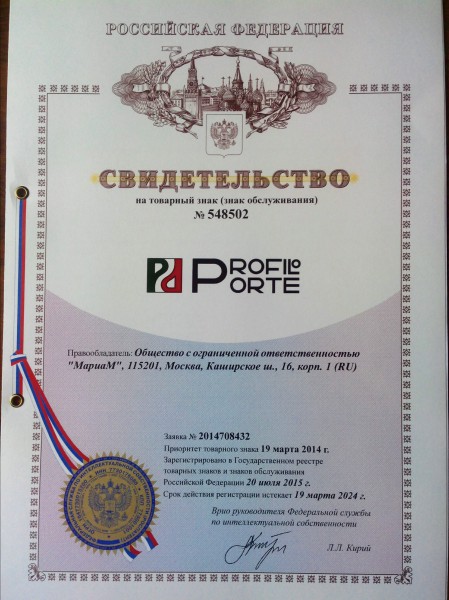 РОССИЙСКАЯ ФЕДЕРАЦИЯ
СВИДЕТЕЛЬСТВО
на товарный знак (знак обслуживания)
№ 548502
Pd PROFILO PORTE
Правообладатель: Общество с ограниченной ответственностью
"МариаМ", 115201, Москва, Каширское ш., 16, корп. 1 (RU)
Заявка № 2014708432
Приоритет товарного знака 19 марта 2014 г.
Зарегистрировано в Государственном реестре
товарных знаков и знаков обслуживания
Российской Федерации 20 июля 2015 г.
Срок действия регистрации истекает 19 марта 2024 г.
Врио руководителя Федеральной службы
по интеллектуальной собственности
Л.Л. Кирий